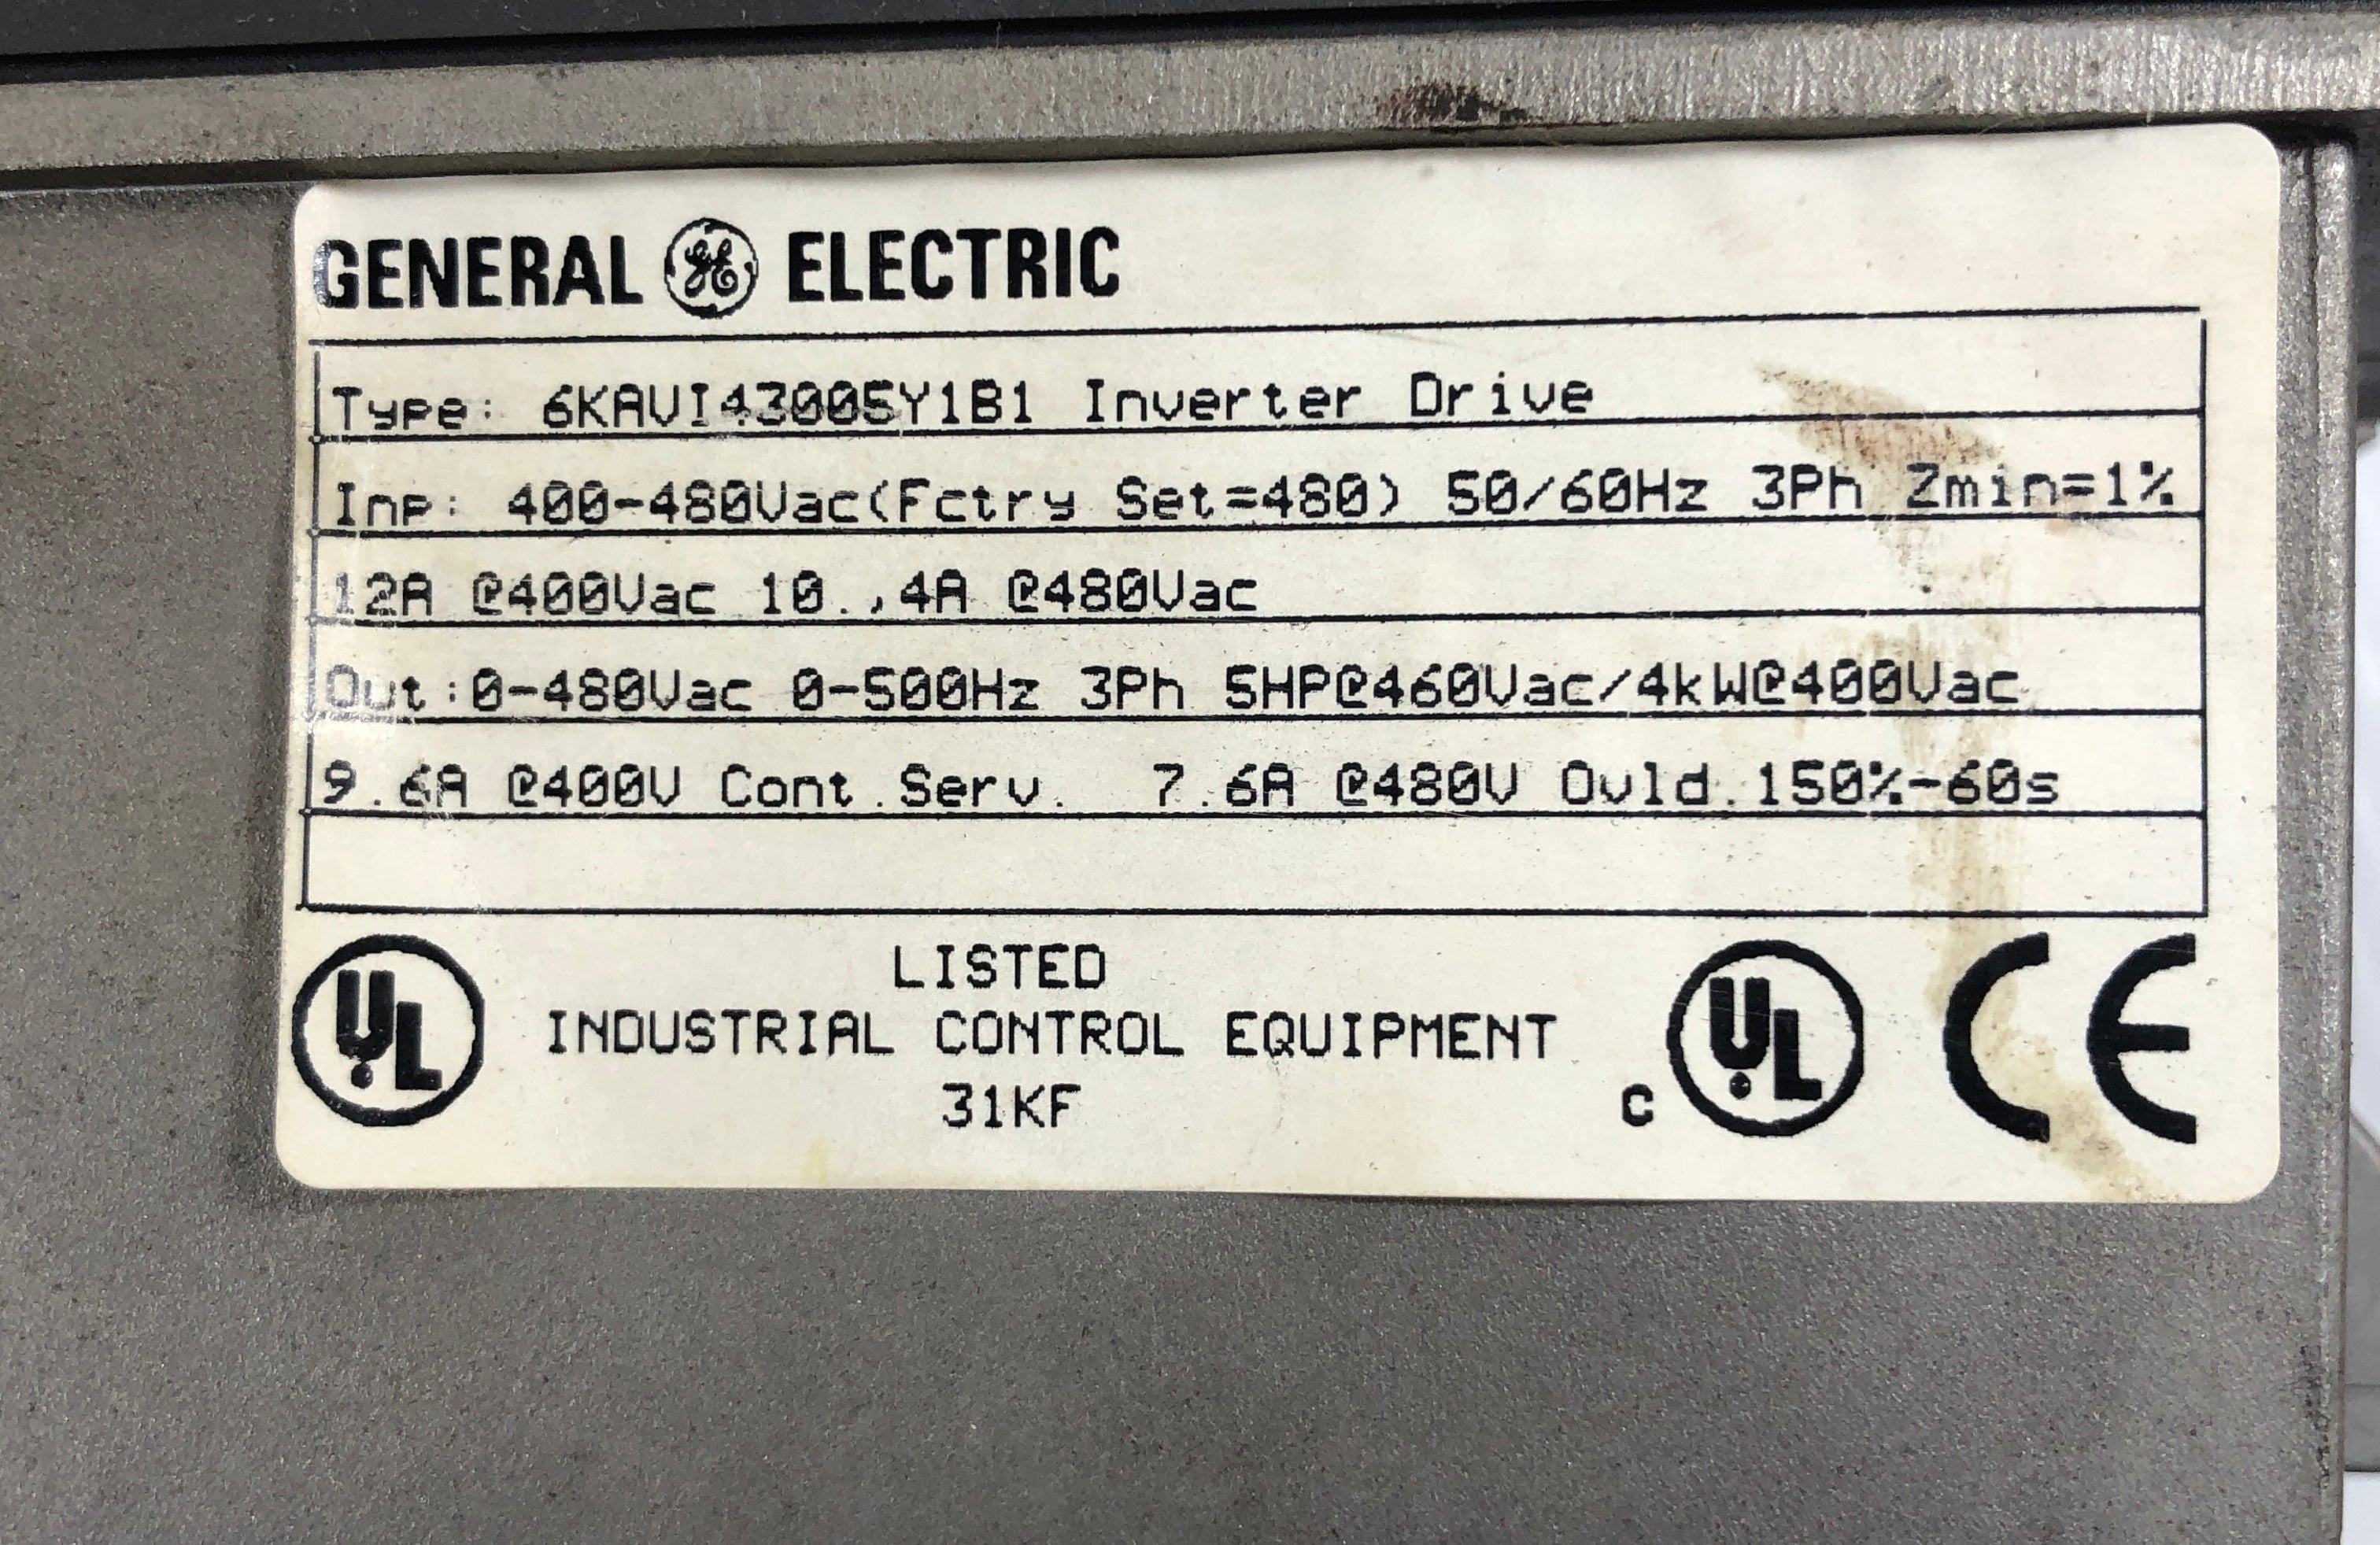 GENERAL GE ELECTRIC
Type: 6KAVI43005Y1B1 Inverter Drive
Inp: 400-480Vac(Fctry Set=480) 50/60Hz 3Ph Zmin=1%
12A @400Vac 10.,4A @480Vac
Out:0-480Vac 0-500Hz 3Ph 5HP@460Vac/4kW@400Vac
9.6A @400V Cont.Serv. 7.6A @480V Ovld.150%-60s
UL
LISTED
INDUSTRIAL CONTROL EQUIPMENT
31KF
c UL CE